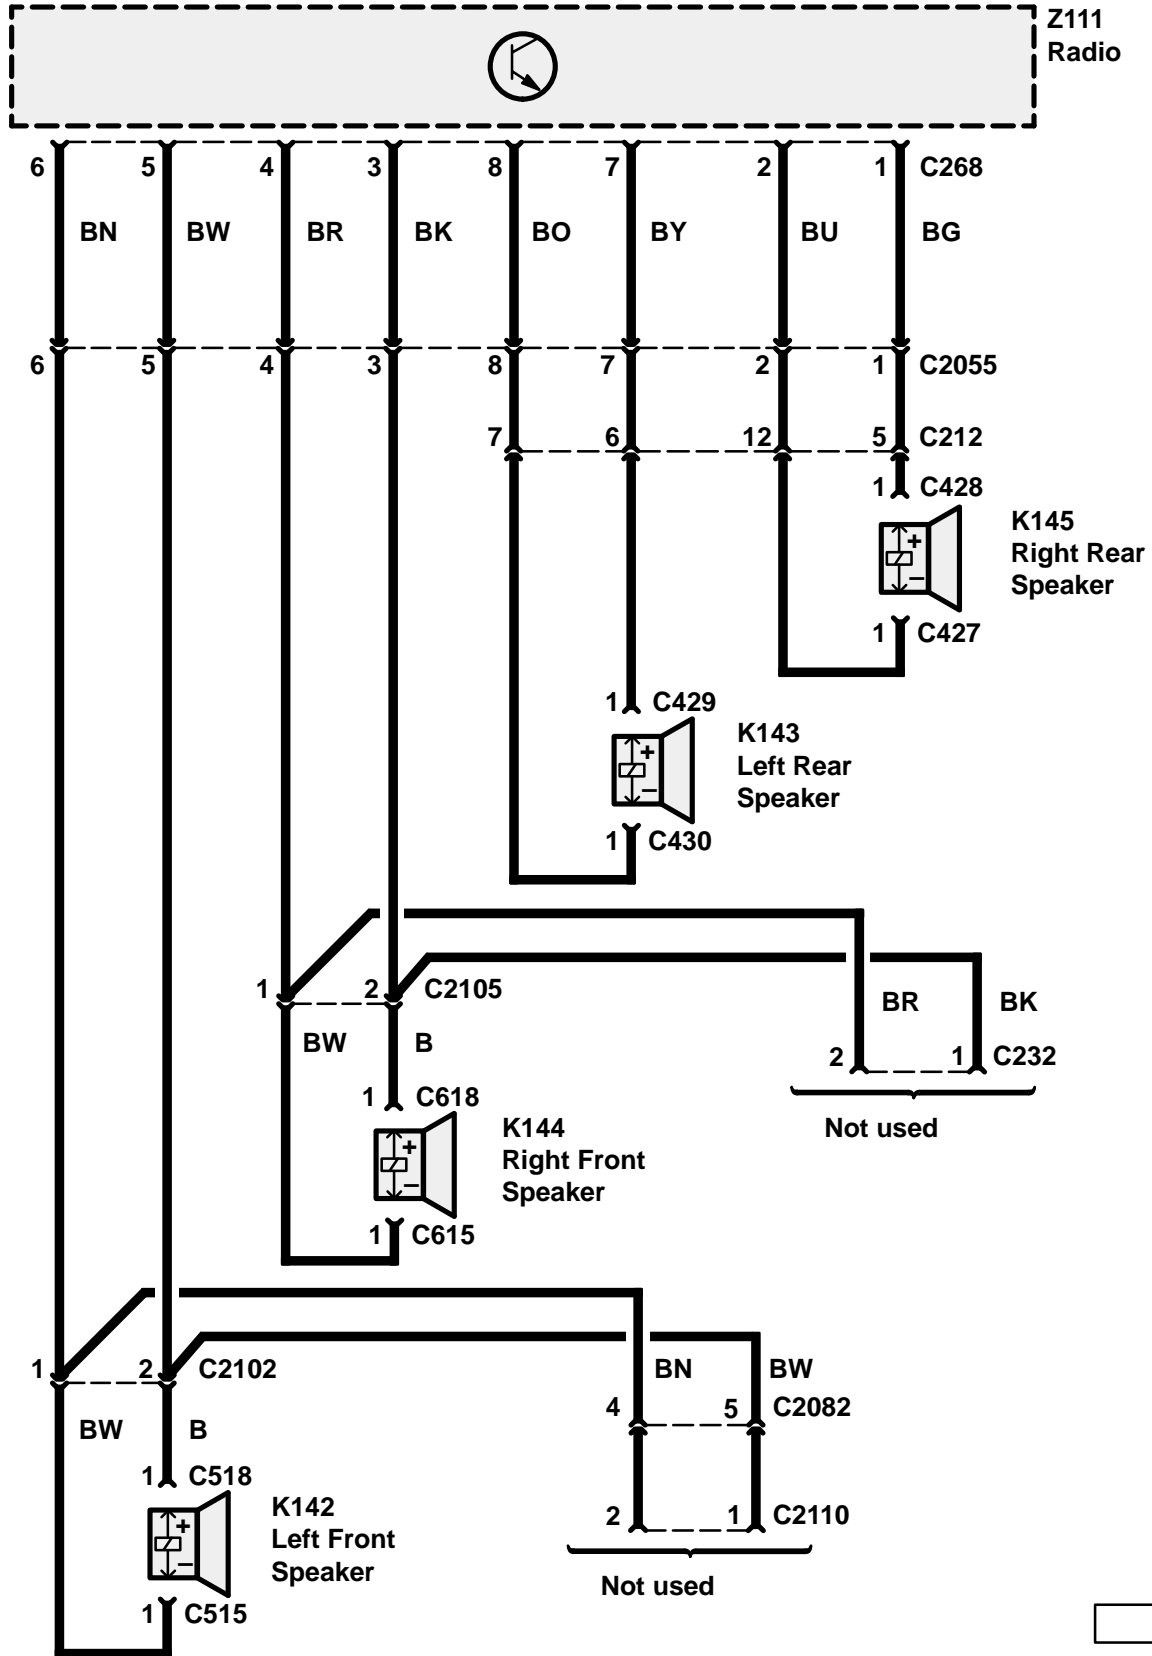 Z111
Radio
6 5 4 3 8 7 2 1 C268
BN BW BR BK BO BY BU BG
6 5 4 3 8 7 2 1 C2055
7 6 12 5 C212
1 C428
K145
Right Rear
Speaker
+
–
1 C427
1 C429
K143
Left Rear
Speaker
+
–
1 C430
1 2 C2105
BR BK
BW B
2 1 C232
Not used
1 C618
K144
Right Front
Speaker
+
–
1 C615
1 2 C2102
BN BW
4 5 C2082
BW B
1 C518
K142
Left Front
Speaker
+
–
2 1 C2110
Not used
1 C515